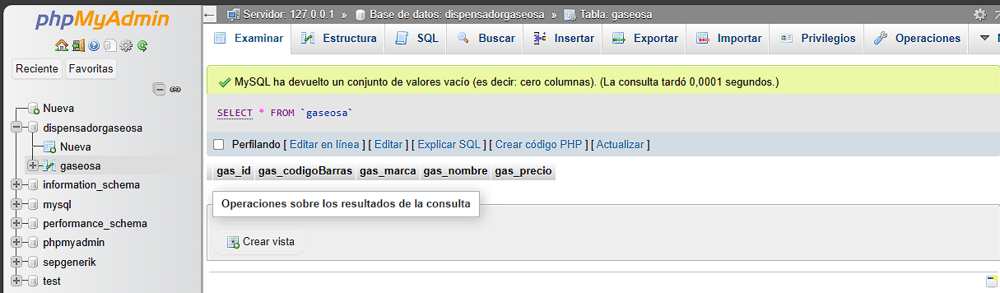 phpMyAdmin
Reciente Favoritas
Nueva
dispensadorgaseosa
Nueva
gaseosa
information_schema
mysql
performance_schema
phpmyadmin
sepgenerik
test
Servidor: 127.0.0.1 » Base de datos: dispensadorgaseosa » Tabla: gaseosa
Examinar Estructura SQL Buscar Insertar Exportar Importar Privilegios Operaciones
MySQL ha devuelto un conjunto de valores vacío (es decir: cero columnas). (La consulta tardó 0,0001 segundos.)
SELECT * FROM `gaseosa`
Perfilando [ Editar en línea ] [ Editar ] [ Explicar SQL ] [ Crear código PHP ] [ Actualizar ]
gas_id gas_codigoBarras gas_marca gas_nombre gas_precio
Operaciones sobre los resultados de la consulta
Crear vista